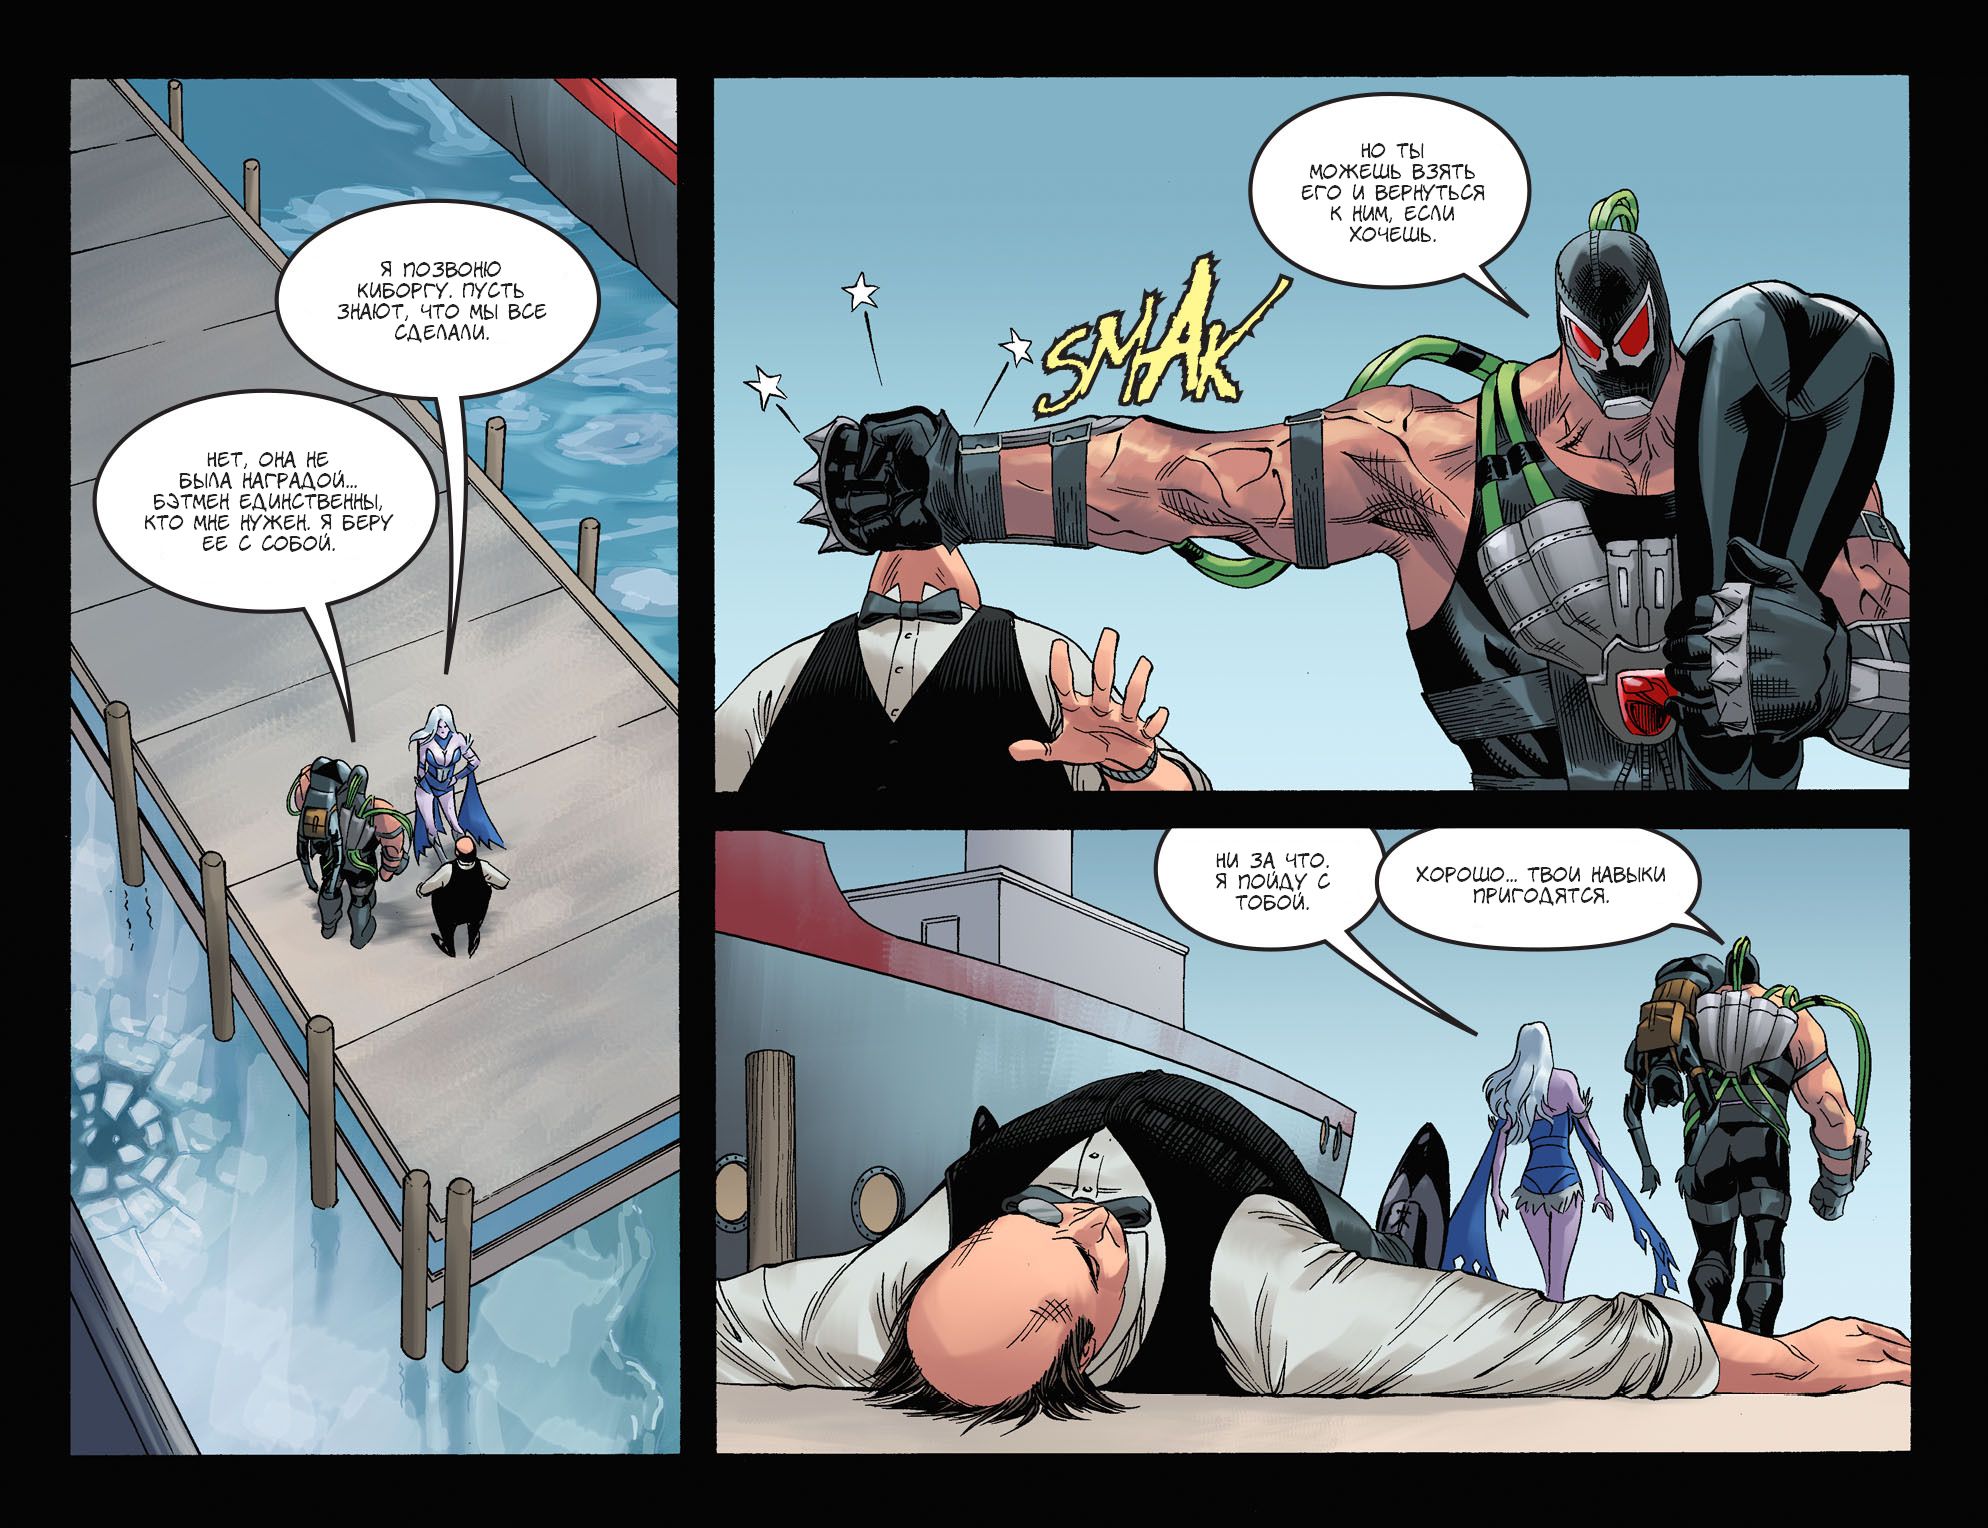 Я ПОЗВОНЮ
КИБОРГУ. ПУСТЬ
ЗНАЮТ, ЧТО МЫ ВСЕ
СДЕЛАЛИ.
НЕТ, ОНА НЕ
БЫЛА НАГРАДОЙ...
БЭТМЕН ЕДИНСТВЕННЫ,
КТО МНЕ НУЖЕН. Я БЕРУ
ЕЕ С СОБОЙ.
НО ТЫ
МОЖЕШЬ ВЗЯТЬ
ЕГО И ВЕРНУТЬСЯ
К НИМ, ЕСЛИ
ХОЧЕШЬ.
SMAK
НИ ЗА ЧТО.
Я ПОЙДУ С
ТОБОЙ.
ХОРОШО... ТВОИ НАВЫКИ
ПРИГОДЯТСЯ.